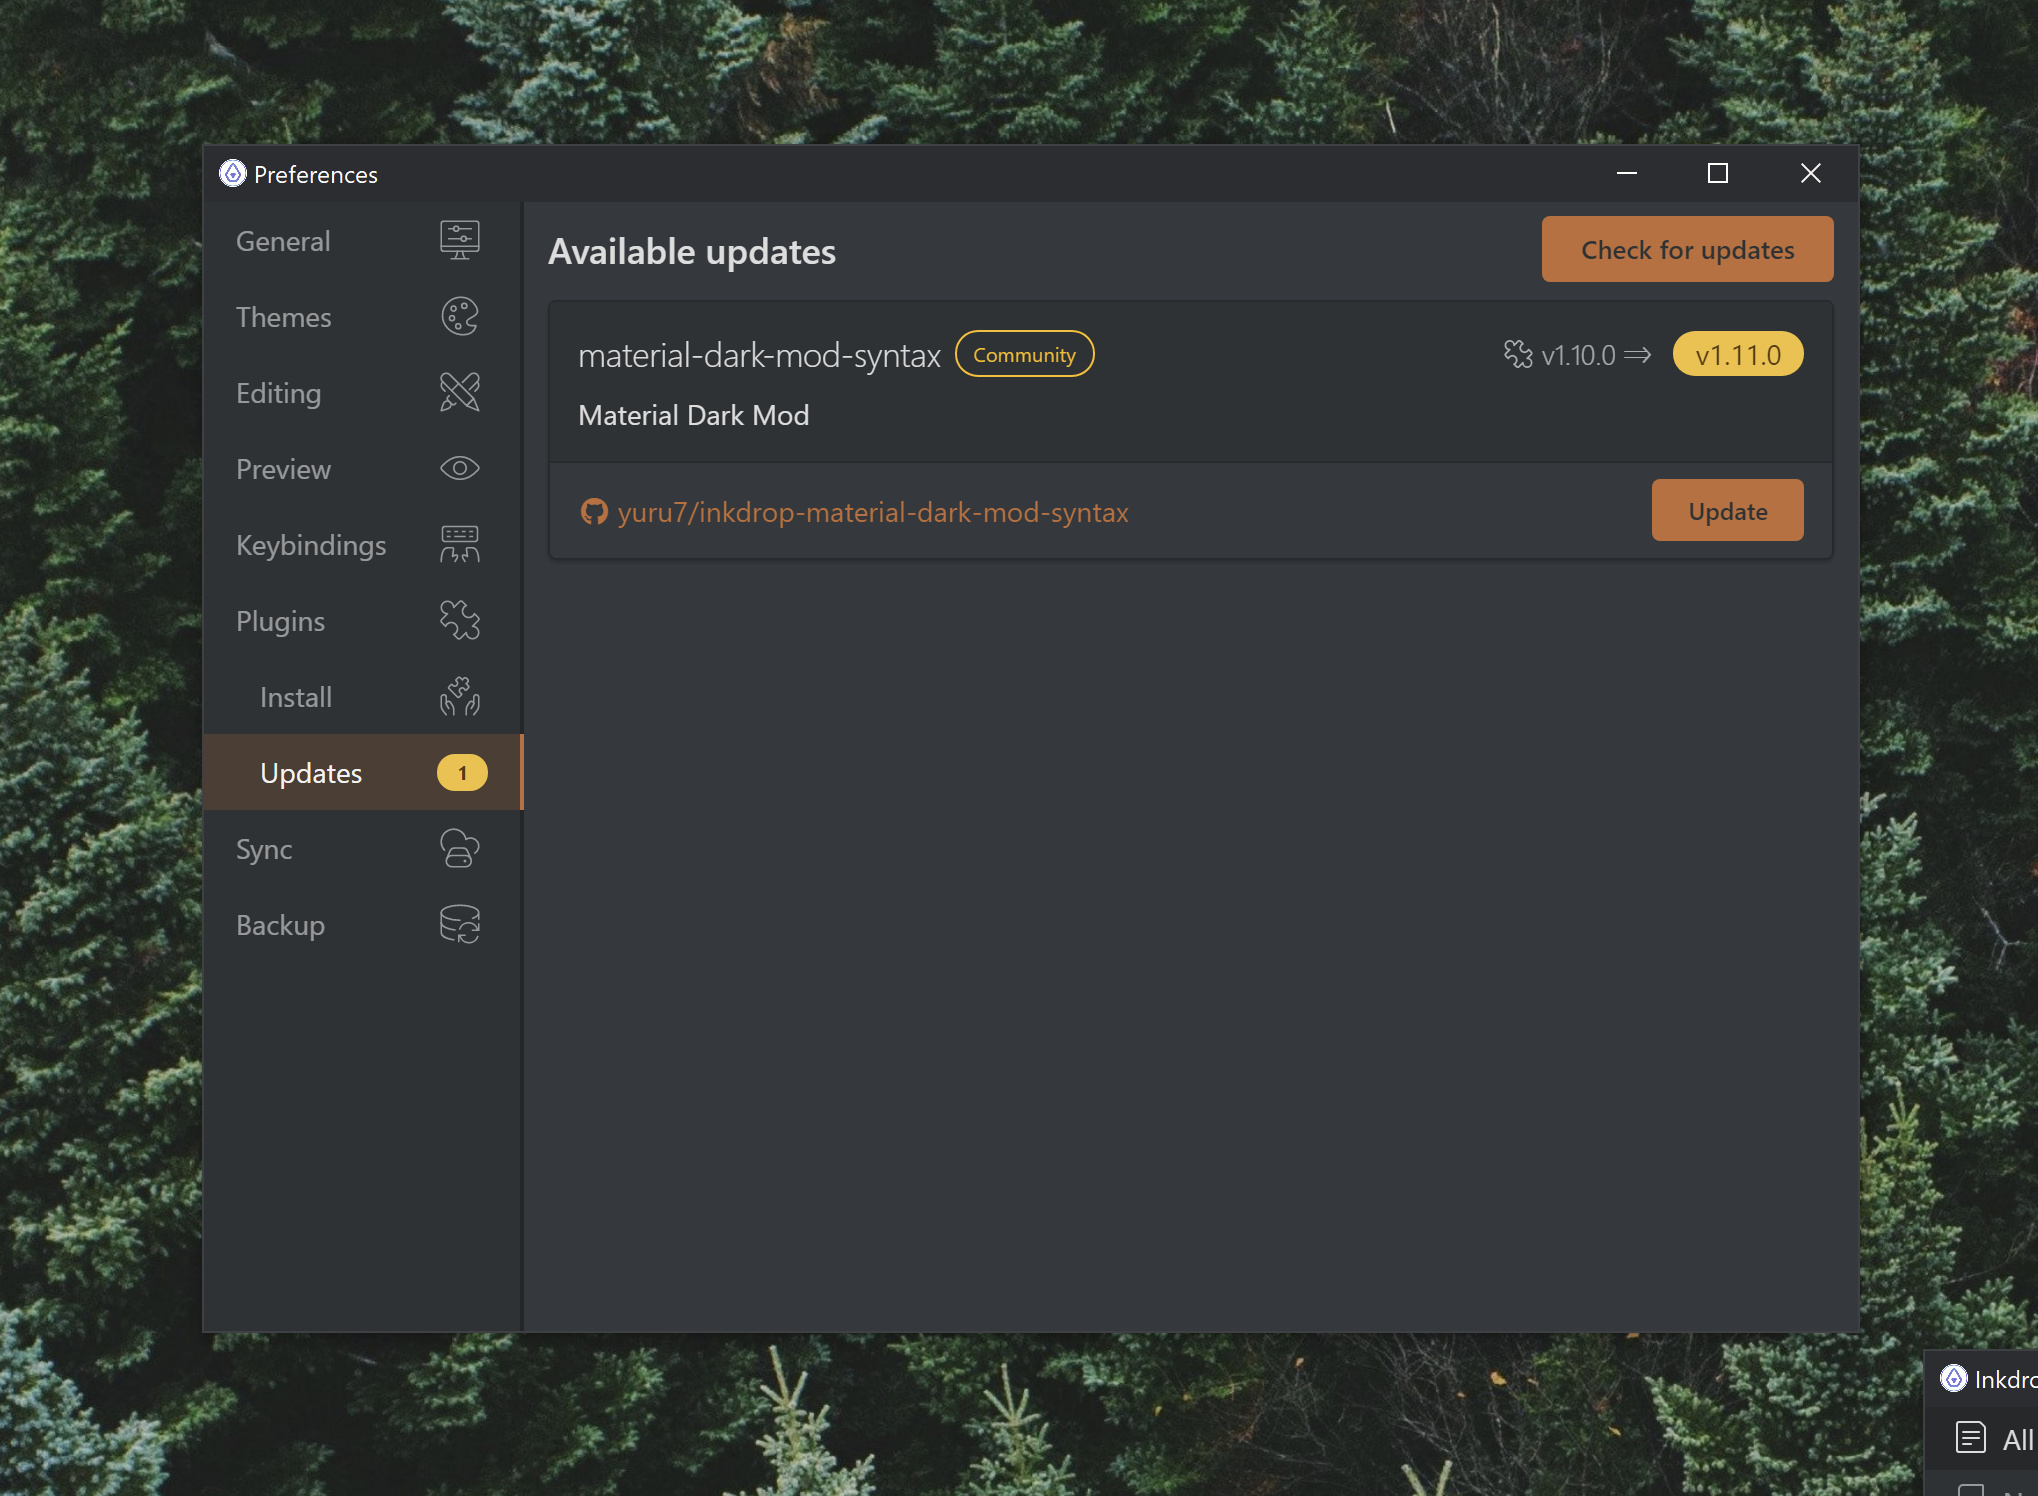 Preferences
General
Themes
Editing
Preview
Keybindings
Plugins
Install
Updates 1
Sync
Backup
Available updates
Check for updates
material-dark-mod-syntax Community v1.10.0 ⇒ v1.11.0
Material Dark Mod
yuru7/inkdrop-material-dark-mod-syntax
Update
Inkdro
All